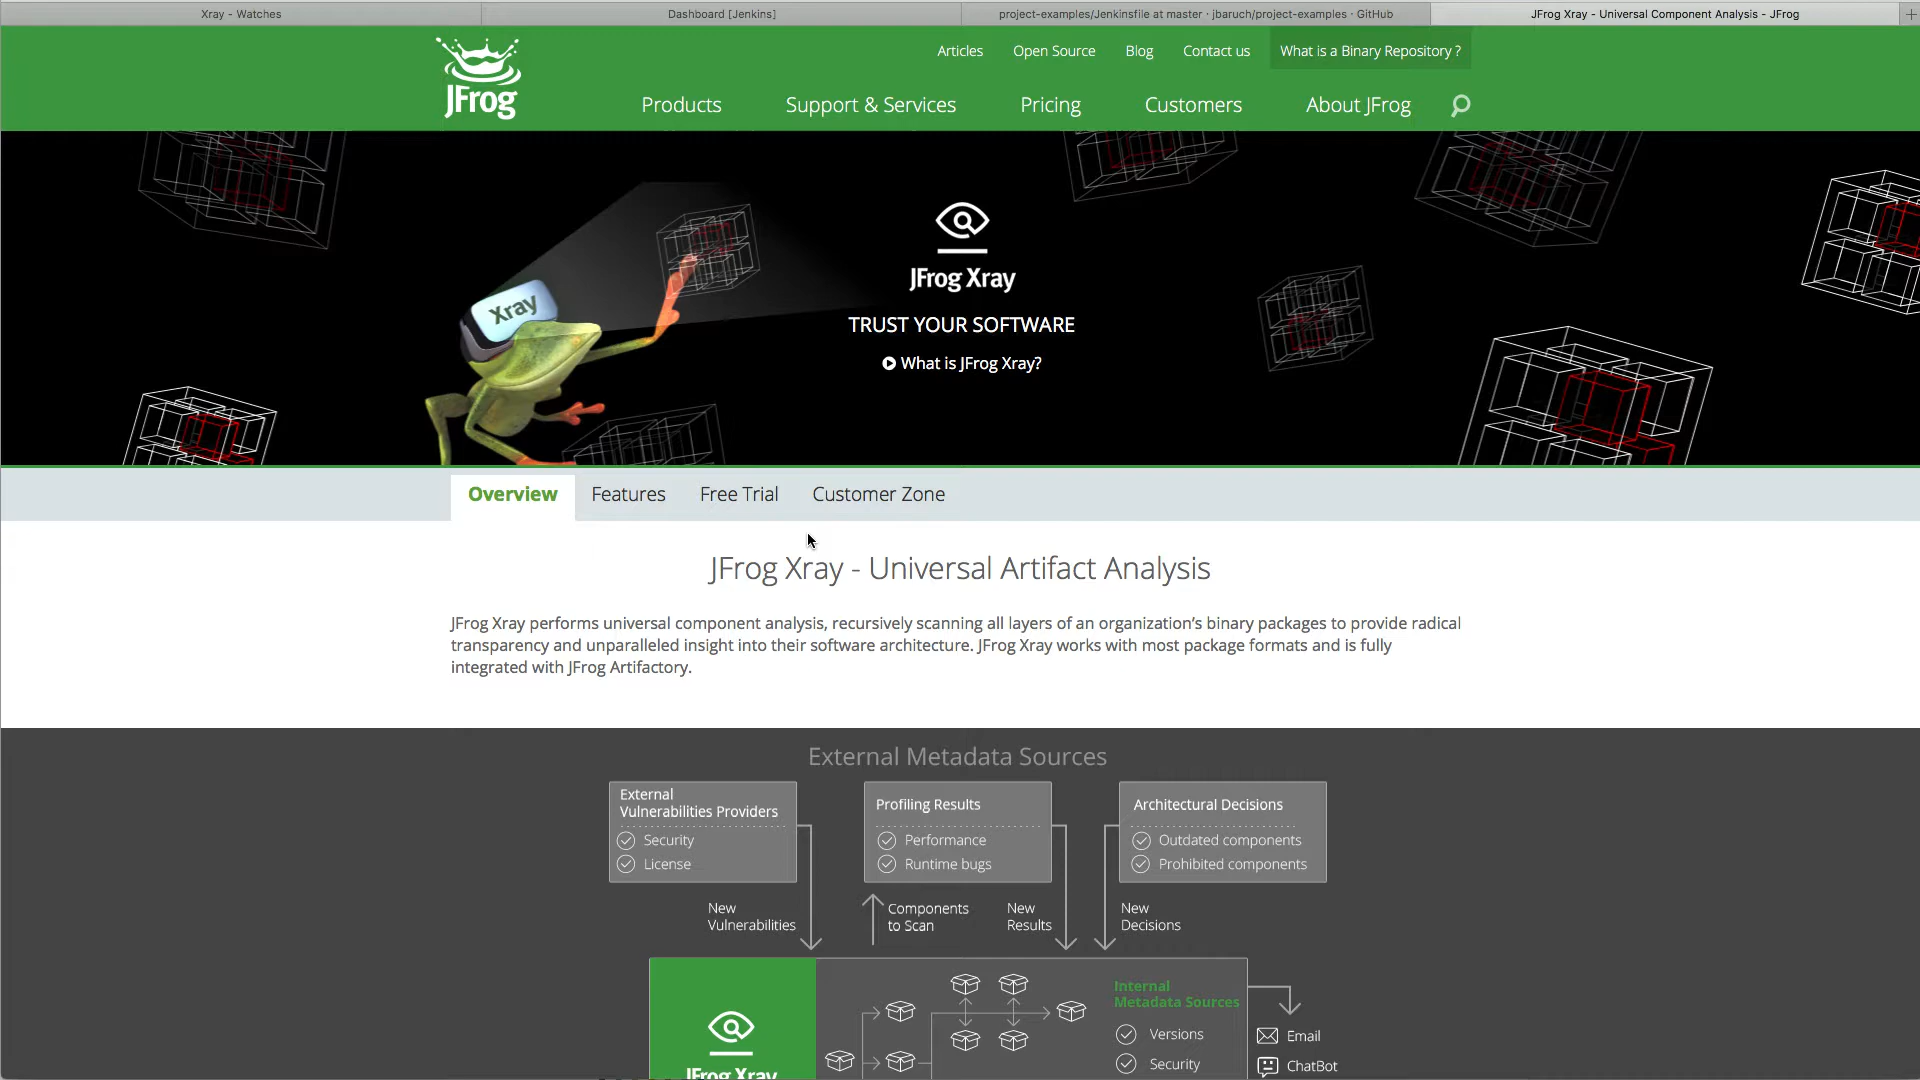 Xray - Watches
Dashboard [Jenkins]
project-examples/Jenkinsfile at master · jbaruch/project-examples · GitHub
JFrog Xray - Universal Component Analysis - JFrog
Articles
Open Source
Blog
Contact us
What is a Binary Repository ?
JFrog
Products
Support & Services
Pricing
Customers
About JFrog
Xray
JFrog Xray
TRUST YOUR SOFTWARE
What is JFrog Xray?
Overview
Features
Free Trial
Customer Zone
JFrog Xray - Universal Artifact Analysis
JFrog Xray performs universal component analysis, recursively scanning all layers of an organization’s binary packages to provide radical
transparency and unparalleled insight into their software architecture. JFrog Xray works with most package formats and is fully
integrated with JFrog Artifactory.
External Metadata Sources
External
Vulnerabilities Providers
Security
License
Profiling Results
Performance
Runtime bugs
Architectural Decisions
Outdated components
Prohibited components
New
Vulnerabilities
Components
to Scan
New
Results
New
Decisions
JFrog Xray
Internal
Metadata Sources
Versions
Security
Email
ChatBot